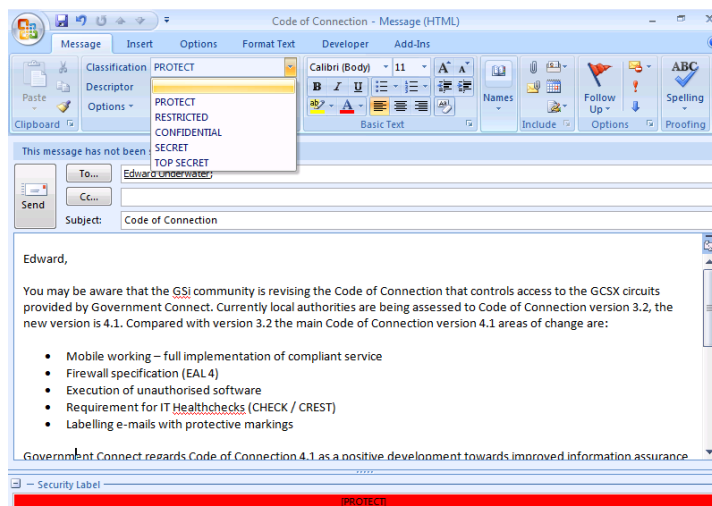 Code of Connection - Message (HTML)
Message Insert Options Format Text Developer Add-Ins
Paste
Classification PROTECT
Descriptor
Options
PROTECT
RESTRICTED
CONFIDENTIAL
SECRET
TOP SECRET
Calibri (Body) 11 A A
B I U
ab A
Names
Follow
Up
ABC
Spelling
Clipboard Basic Text Include Options Proofing
This message has not been
Send
To... Edward Underwater;
Cc...
Subject: Code of Connection
Edward,
You may be aware that the GSi community is revising the Code of Connection that controls access to the GCSX circuits
provided by Government Connect. Currently local authorities are being assessed to Code of Connection version 3.2, the
new version is 4.1. Compared with version 3.2 the main Code of Connection version 4.1 areas of change are:
• Mobile working – full implementation of compliant service
• Firewall specification (EAL 4)
• Execution of unauthorised software
• Requirement for IT Healthchecks (CHECK / CREST)
• Labelling e-mails with protective markings
Government Connect regards Code of Connection 4.1 as a positive development towards improved information assurance
Security Label
[PROTECT]